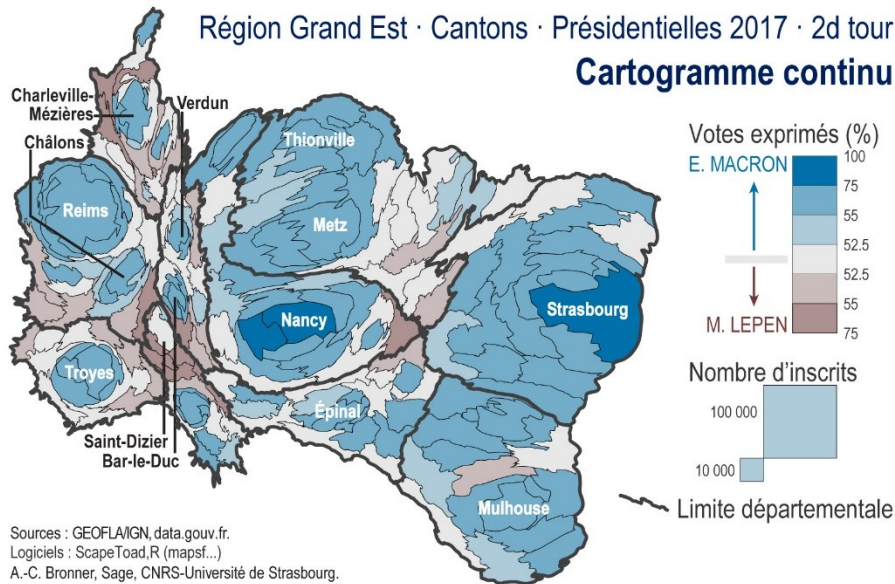 Région Grand Est · Cantons · Présidentielles 2017 · 2d tour
Cartogramme continu
Charleville-
Mézières
Verdun
Châlons
Thionville
Reims
Metz
Nancy
Strasbourg
Troyes
Épinal
Saint-Dizier
Bar-le-Duc
Mulhouse
Votes exprimés (%)
E. MACRON
M. LEPEN
100
75
55
52.5
52.5
55
75
Nombre d'inscrits
100 000
10 000
Limite départementale
Sources : GEOFLA/IGN, data.gouv.fr.
Logiciels : ScapeToad,R (mapsf...)
A.-C. Bronner, Sage, CNRS-Université de Strasbourg.